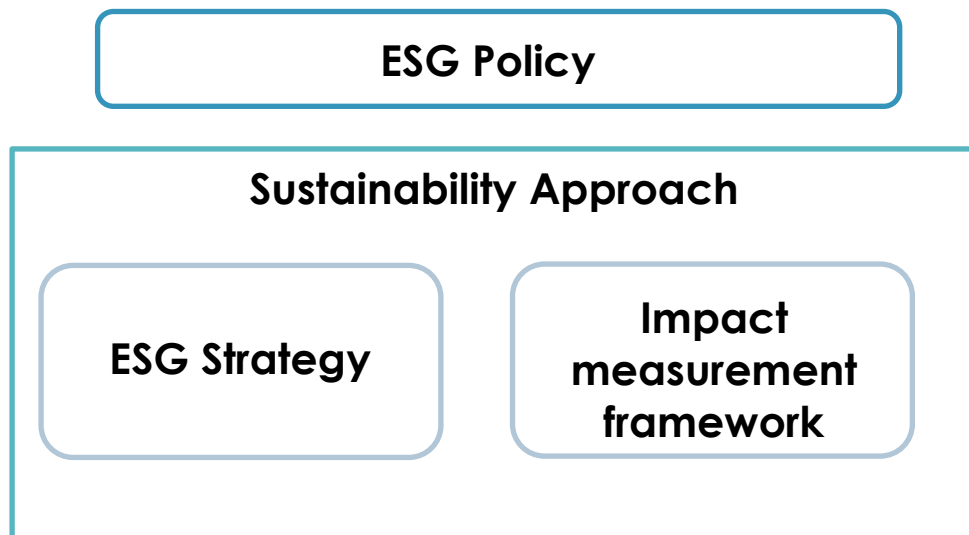 ESG Policy
Sustainability Approach
ESG Strategy
Impact
measurement
framework